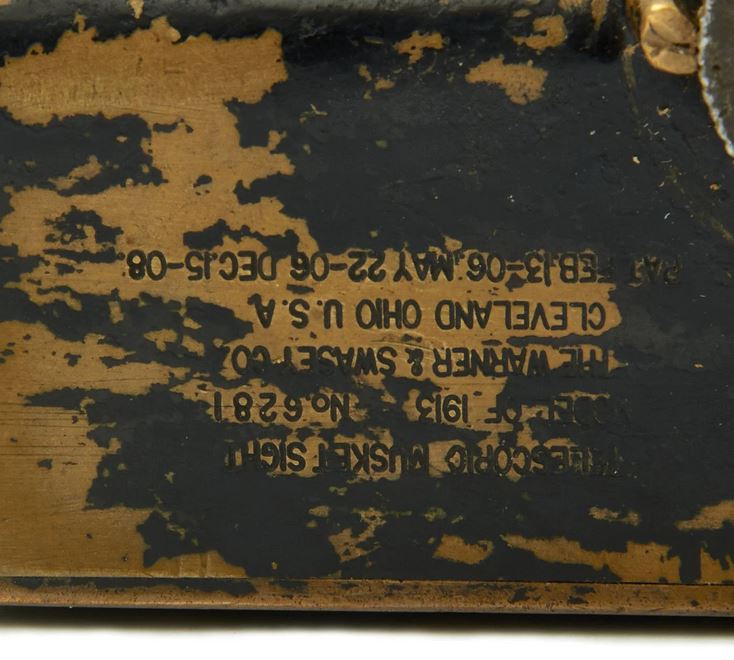 TELESCOPIC MUSKET SIGHT
MODEL OF 1913 No. 6281
THE WARNER & SWASEY CO.
CLEVELAND OHIO U.S.A
PAT FEB.13-06, MAY 22-06 DEC.15-08.